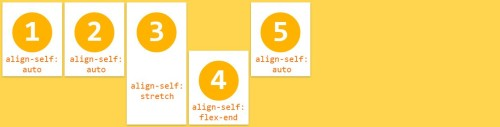 1
align-self:
auto
2
align-self:
auto
3
align-self:
stretch
4
align-self:
flex-end
5
align-self:
auto